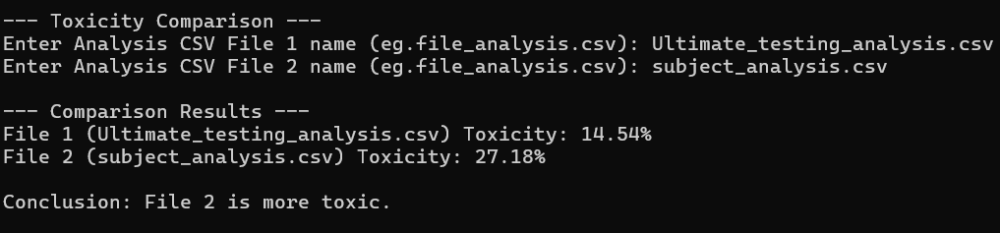 --- Toxicity Comparison ---
Enter Analysis CSV File 1 name (eg.file_analysis.csv): Ultimate_testing_analysis.csv
Enter Analysis CSV File 2 name (eg.file_analysis.csv): subject_analysis.csv
--- Comparison Results ---
File 1 (Ultimate_testing_analysis.csv) Toxicity: 14.54%
File 2 (subject_analysis.csv) Toxicity: 27.18%
Conclusion: File 2 is more toxic.